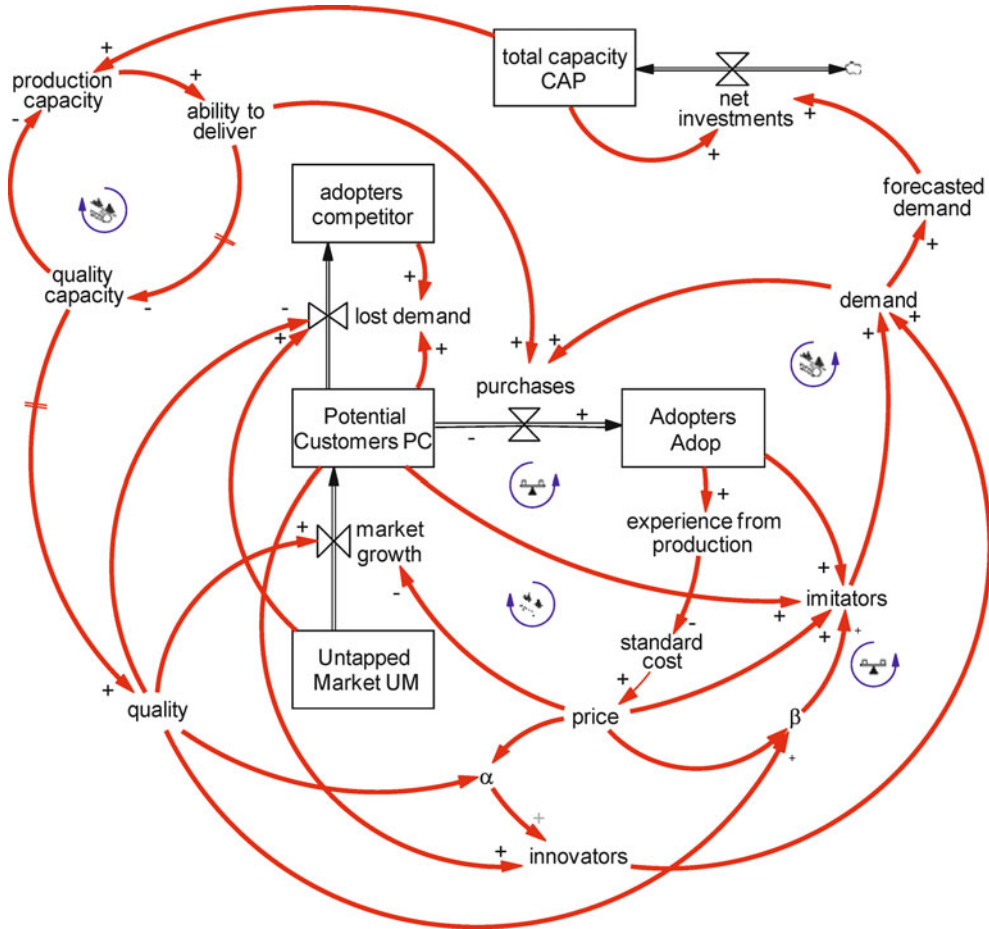 total capacity
CAP
+
production
capacity
-
+
ability to
deliver
net
investments
+
+
adopters
competitor
forecasted
demand
+
quality
capacity
-
+
-
+
lost demand
+
demand
+
+
+
+
purchases
Potential
Customers PC
-
+
Adopters
Adop
+
experience from
production
+
market
growth
-
+
imitators
+
+
+
-
standard
cost
+
Untapped
Market UM
+
quality
price
β
+
α
+
+
innovators